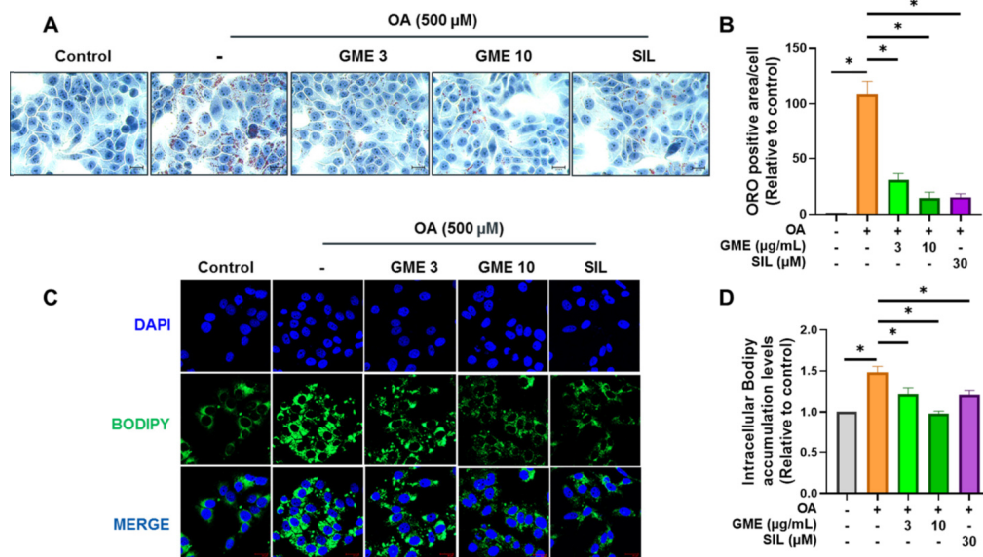 A
OA (500 µM)
Control - GME 3 GME 10 SIL
B
ORO positive area/cell
(Relative to control)
150
100
50
0
* * * *
OA - + + + +
GME (µg/mL) - - 3 10 -
SIL (µM) - - - - 30
C
OA (500 µM)
Control - GME 3 GME 10 SIL
DAPI
BODIPY
MERGE
D
Intracellular Bodipy
accumulation levels
(Relative to control)
2.0
1.5
1.0
0.5
0.0
* * * *
OA - + + + +
GME (µg/mL) - - 3 10 -
SIL (µM) - - - - 30